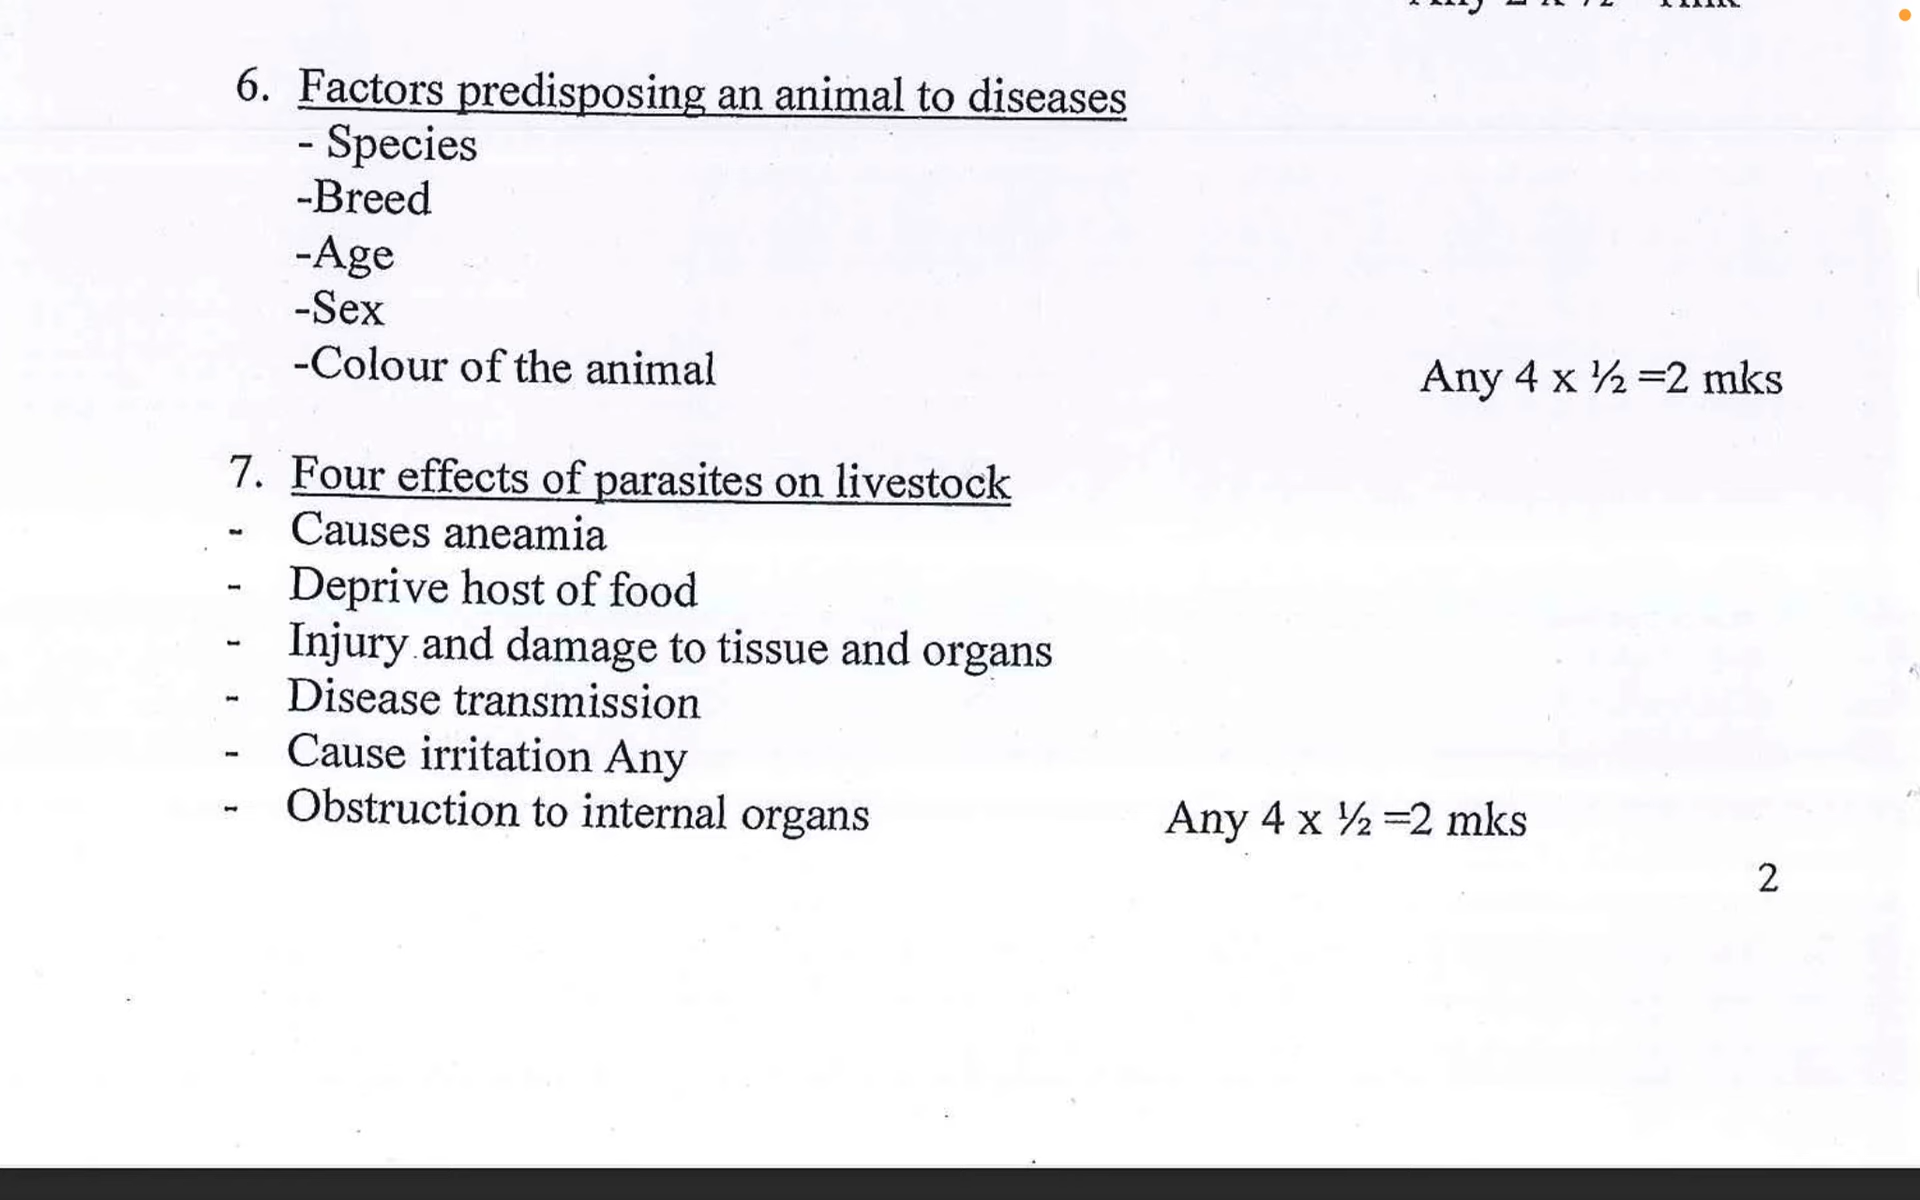 6. Factors predisposing an animal to diseases
- Species
-Breed
-Age
-Sex
-Colour of the animal Any 4 x ½ =2 mks
7. Four effects of parasites on livestock
- Causes aneamia
- Deprive host of food
- Injury and damage to tissue and organs
- Disease transmission
- Cause irritation Any
- Obstruction to internal organs Any 4 x ½ =2 mks
2